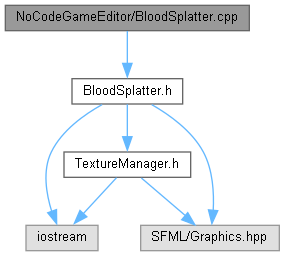 NoCodeGameEditor/BloodSplatter.cpp
BloodSplatter.h
TextureManager.h
iostream
SFML/Graphics.hpp